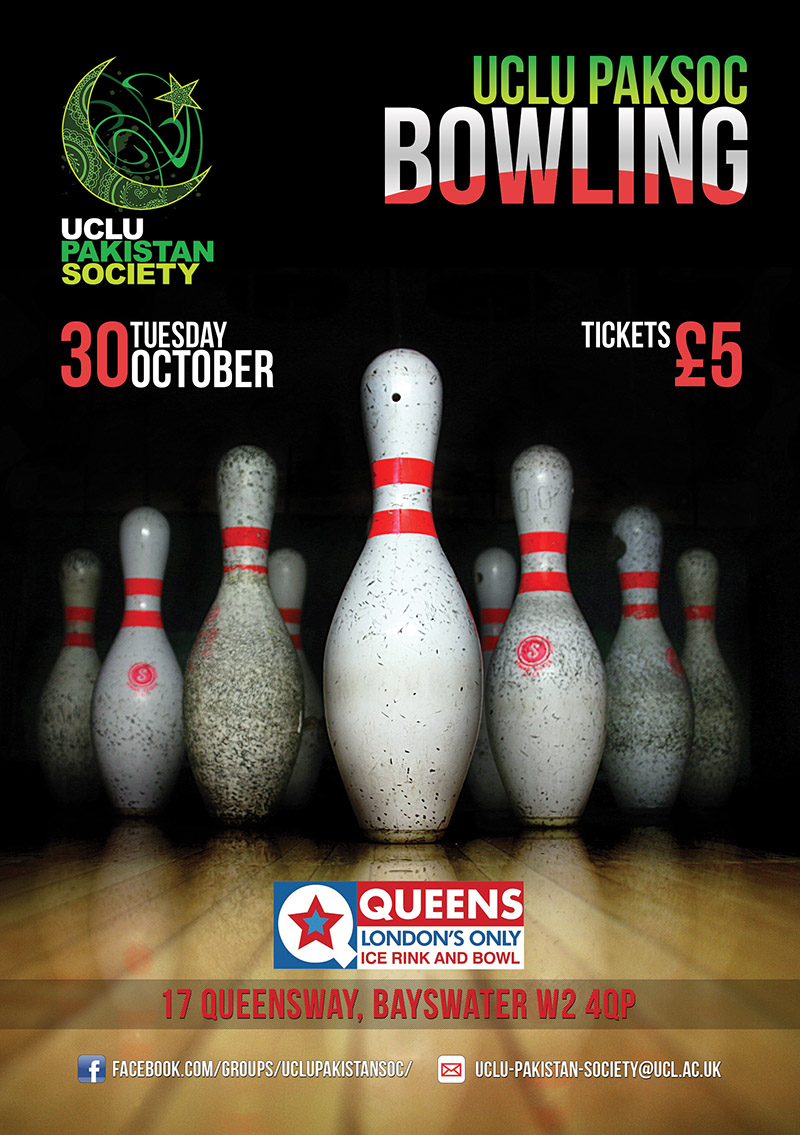 UCLU PAKSOC
BOWLING
UCLU
PAKISTAN
SOCIETY
30 TUESDAY
OCTOBER
TICKETS £5
S
S
QUEENS
LONDON'S ONLY
ICE RINK AND BOWL
17 QUEENSWAY, BAYSWATER W2 4QP
FACEBOOK.COM/GROUPS/UCLUPAKISTANSOC/
UCLU-PAKISTAN-SOCIETY@UCL.AC.UK